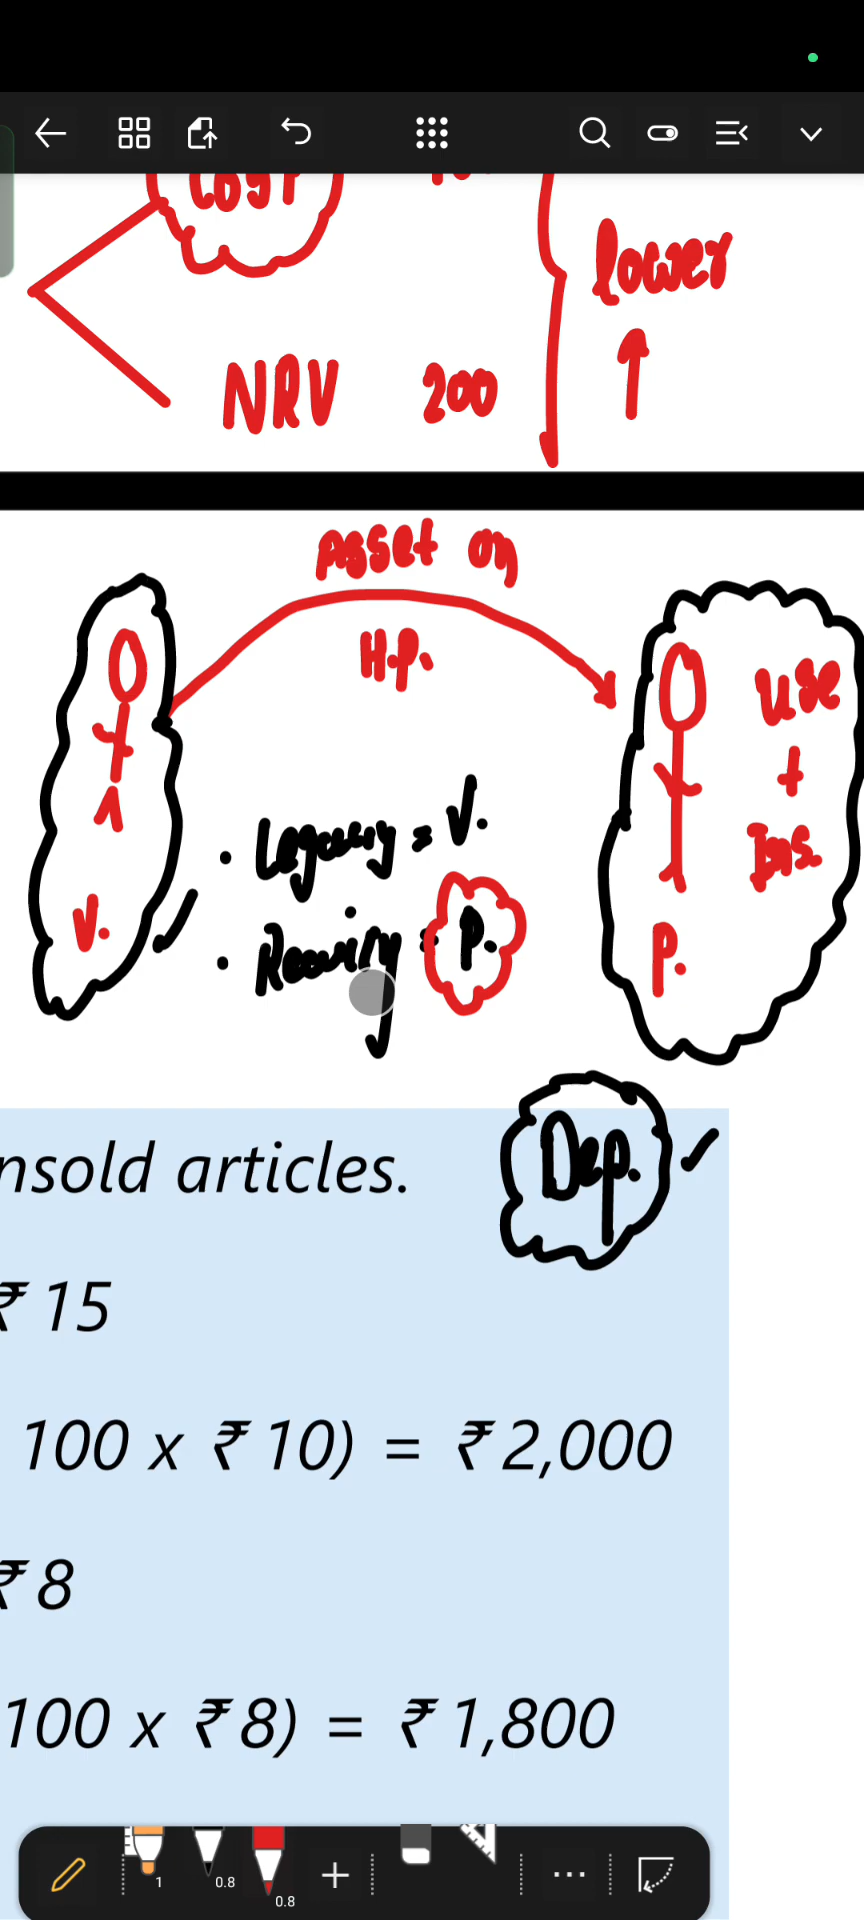 Cost
lower
NRV 200
Asset on
H.P.
Use
+
Ins.
• Legally = V.
V.
• Reality = P.
P.
Dep.
nsold articles.
₹ 15
100 x ₹ 10) = ₹ 2,000
₹ 8
100 x ₹ 8) = ₹ 1,800
1
0.8
0.8